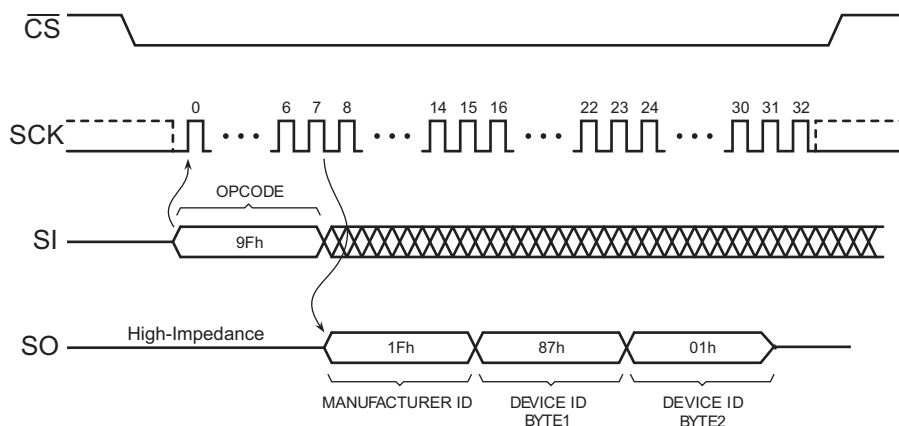 CS
0 6 7 8 14 15 16 22 23 24 30 31 32
SCK
OPCODE
SI
9Fh
High-Impedance
SO
1Fh 87h 01h
MANUFACTURER ID DEVICE ID DEVICE ID
BYTE1 BYTE2